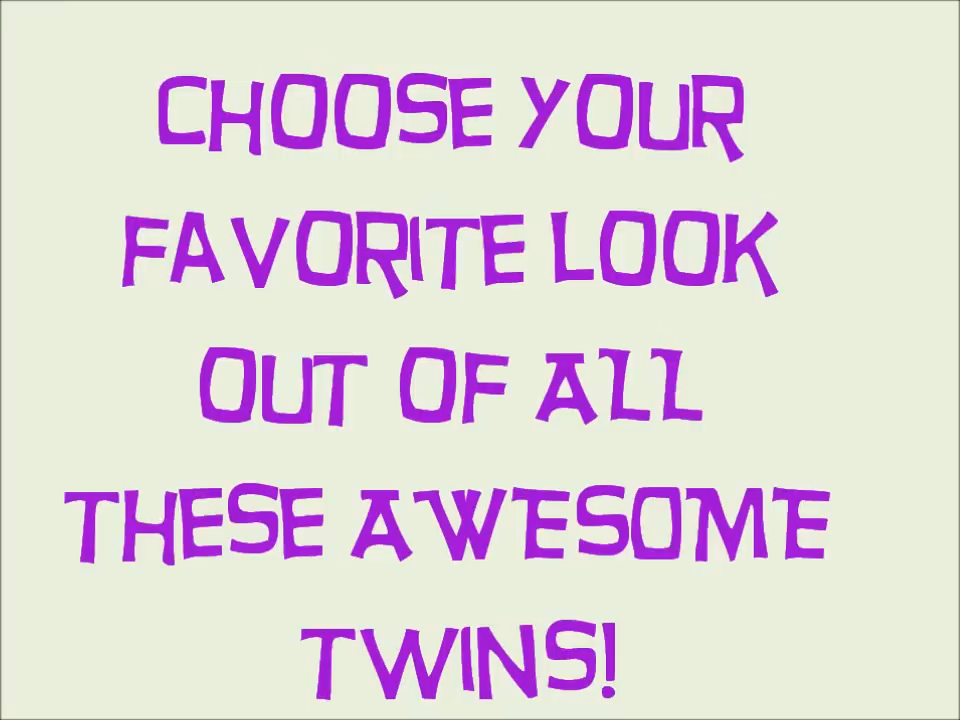 CHOOSE YOUR
FAVORITE LOOK
OUT OF ALL
THESE AWESOME
TWINS!